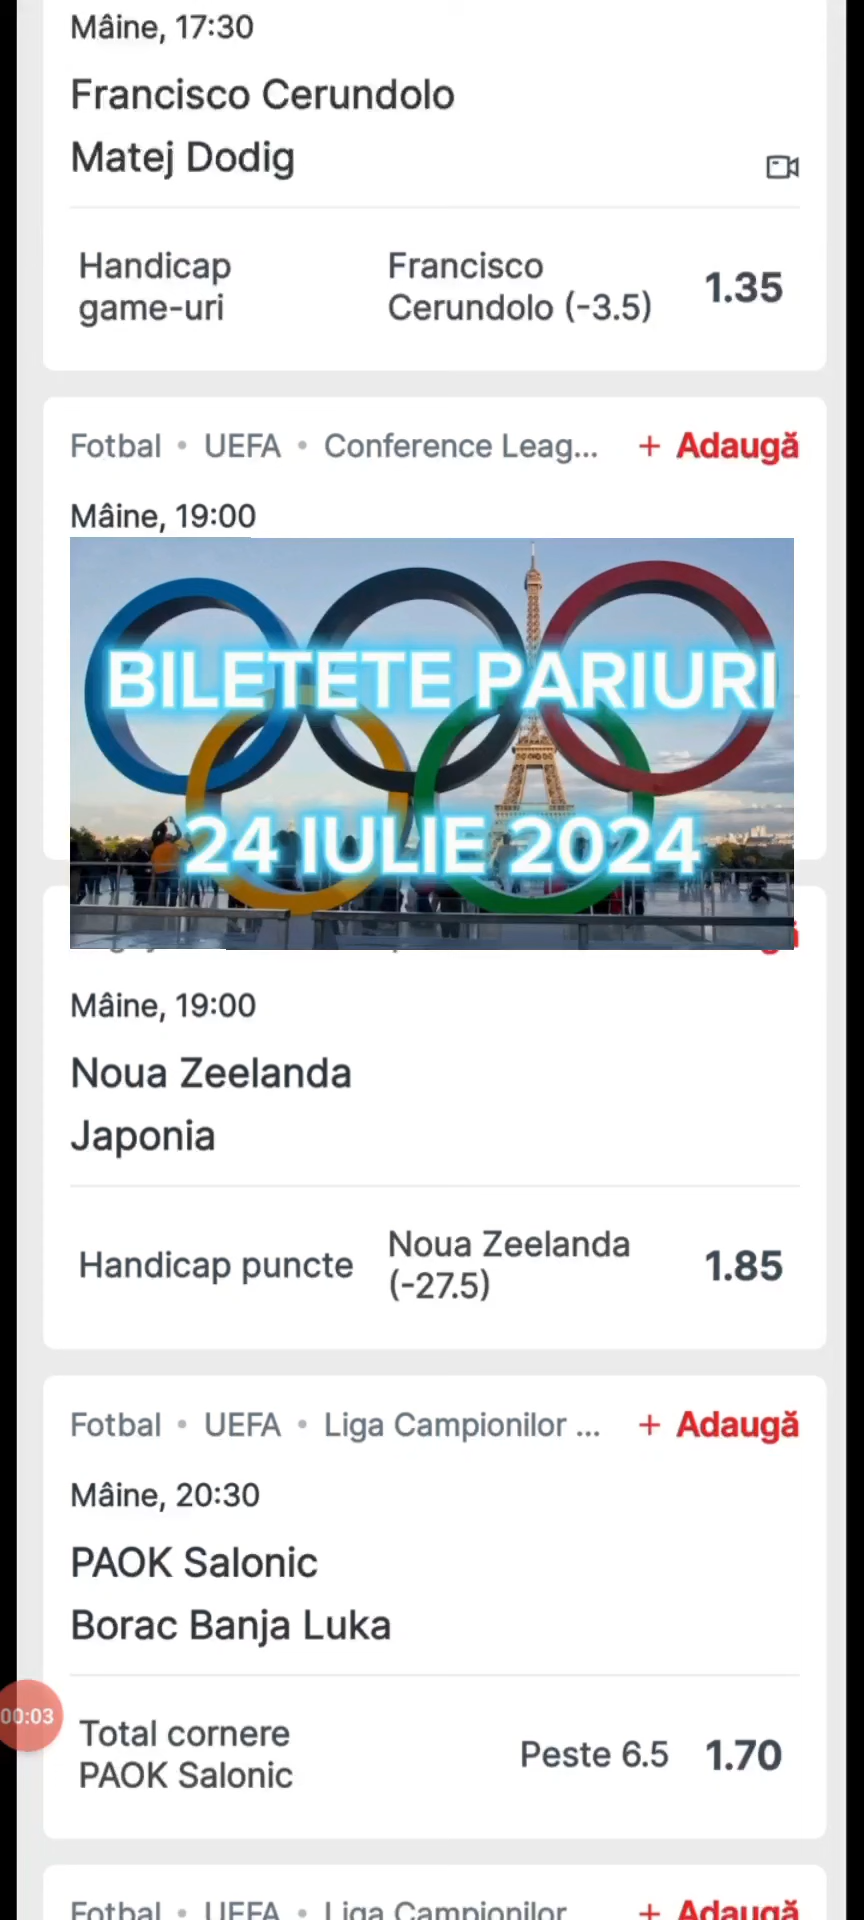 Mâine, 17:30
Francisco Cerundolo
Matej Dodig
Handicap
game-uri
Francisco
Cerundolo (-3.5)
1.35
Fotbal • UEFA • Conference Leag... + Adaugă
Mâine, 19:00
BILETETE PARIURI
24 IULIE 2024
Mâine, 19:00
Noua Zeelanda
Japonia
Handicap puncte
Noua Zeelanda
(-27.5)
1.85
Fotbal • UEFA • Liga Campionilor ... + Adaugă
Mâine, 20:30
PAOK Salonic
Borac Banja Luka
00:03
Total cornere
PAOK Salonic
Peste 6.5 1.70
Fotbal • UEFA • Liga Campionilor + Adaugă